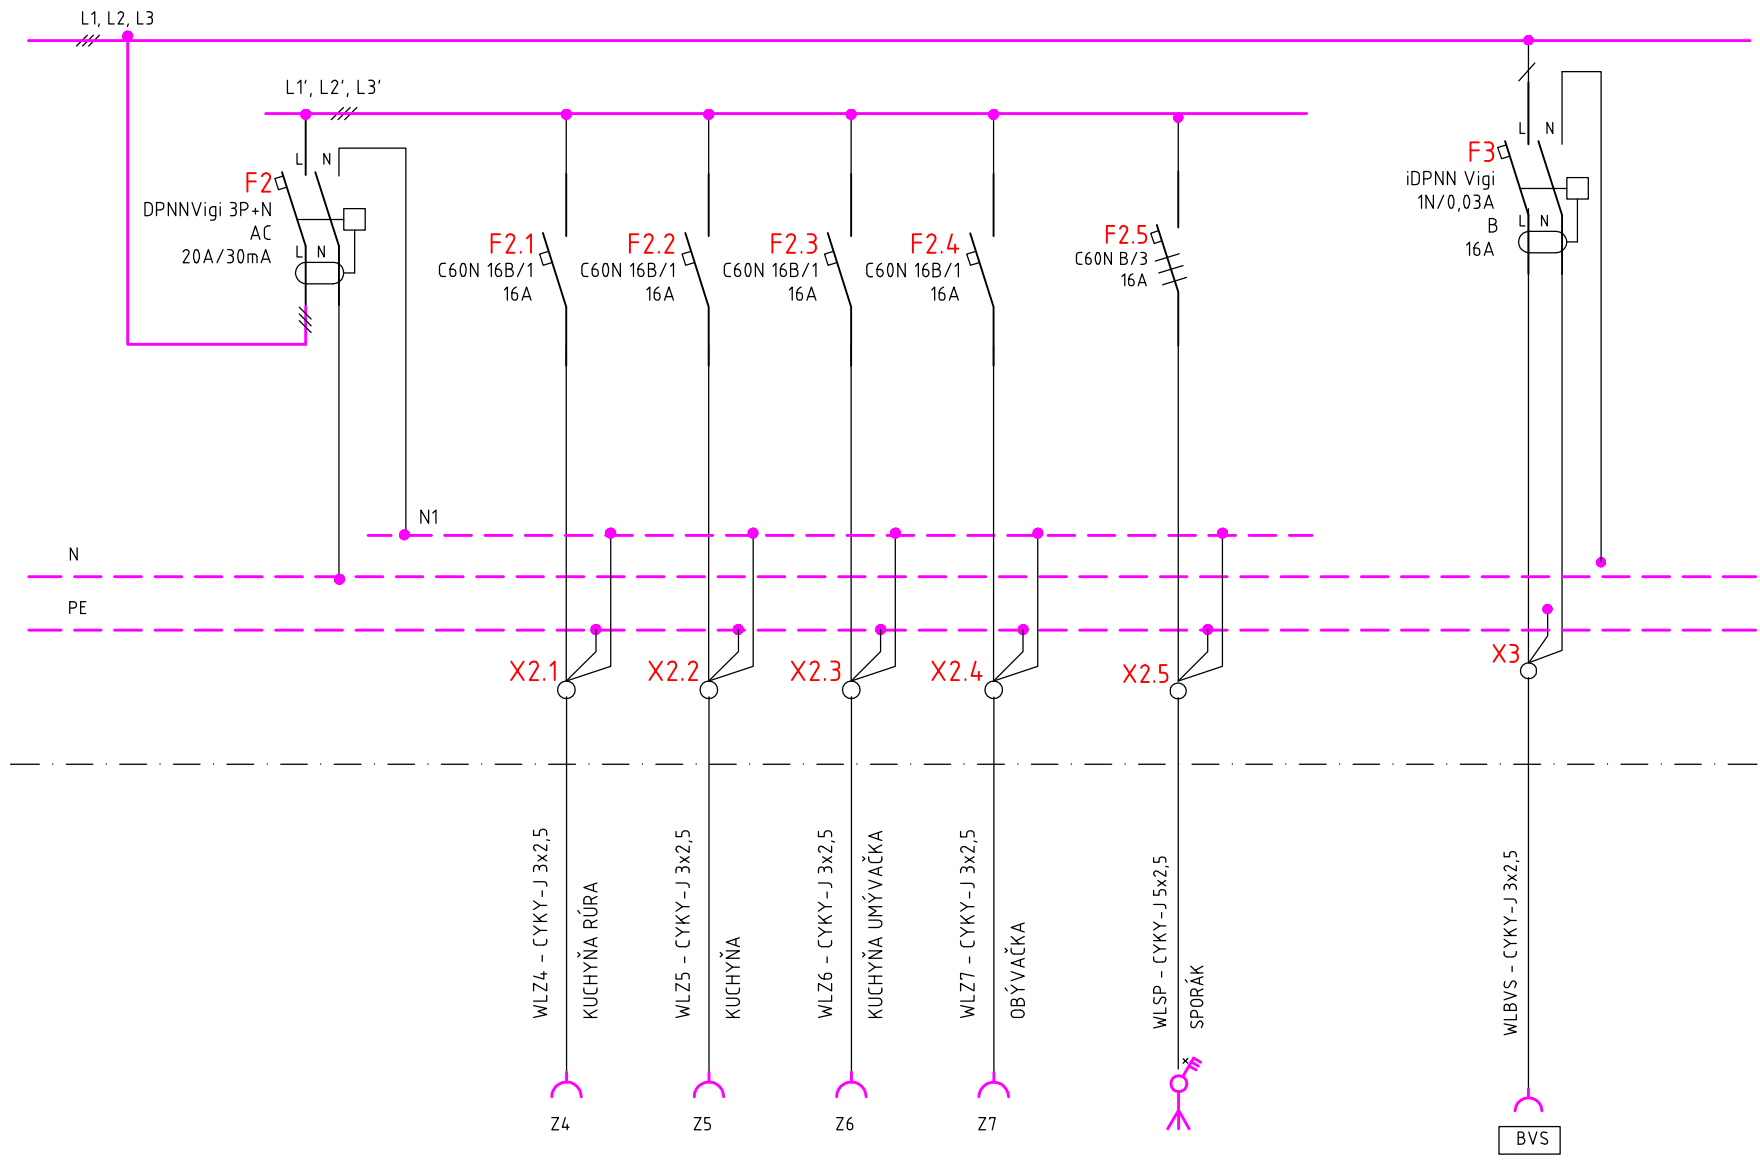 L1, L2, L3
L1', L2', L3'
L N
F2
DPNNVigi 3P+N
AC
20A/30mA
L N
F2.1
C60N 16B/1
16A
F2.2
C60N 16B/1
16A
F2.3
C60N 16B/1
16A
F2.4
C60N 16B/1
16A
F2.5
C60N B/3
16A
L N
F3
iDPNN Vigi
1N/0,03A
B
16A
L N
N1
N
PE
X2.1
X2.2
X2.3
X2.4
X2.5
X3
WLZ4 - CYKY-J 3x2,5
KUCHYŇA RÚRA
WLZ5 - CYKY-J 3x2,5
KUCHYŇA
WLZ6 - CYKY-J 3x2,5
KUCHYŇA UMÝVAČKA
WLZ7 - CYKY-J 3x2,5
OBÝVAČKA
WLSP - CYKY-J 5x2,5
SPORÁK
WLBVS - CYKY-J 3x2,5
Z4
Z5
Z6
Z7
BVS